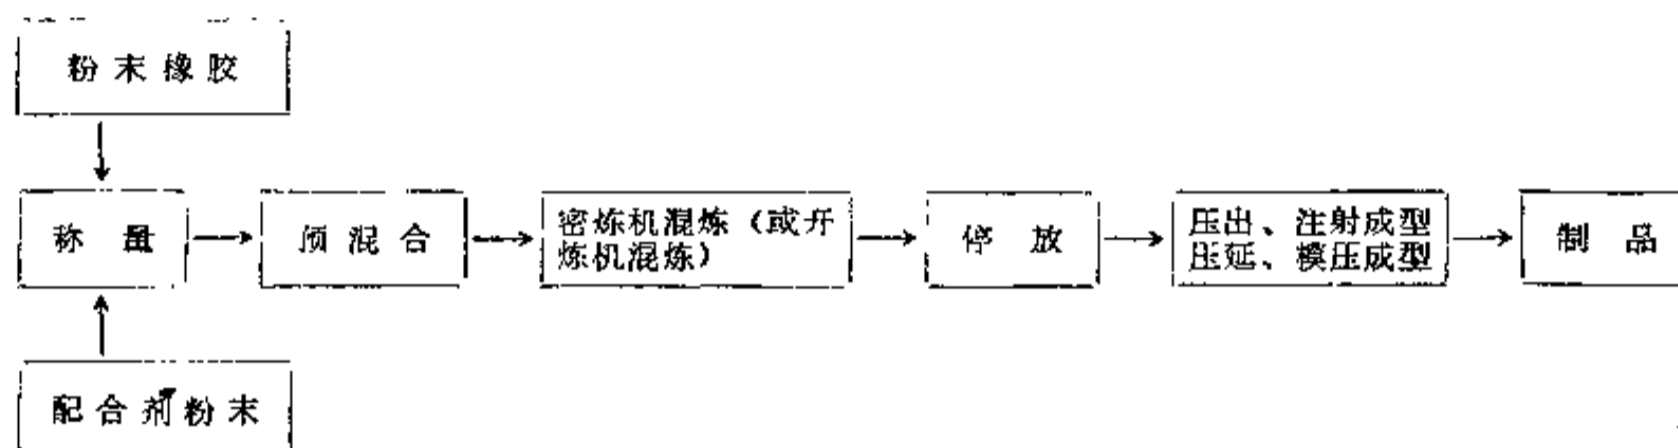 粉末橡胶
称量
预混合
密炼机混炼（或开
炼机混炼）
停放
压出、注射成型
压延、模压成型
制品
配合剂粉末